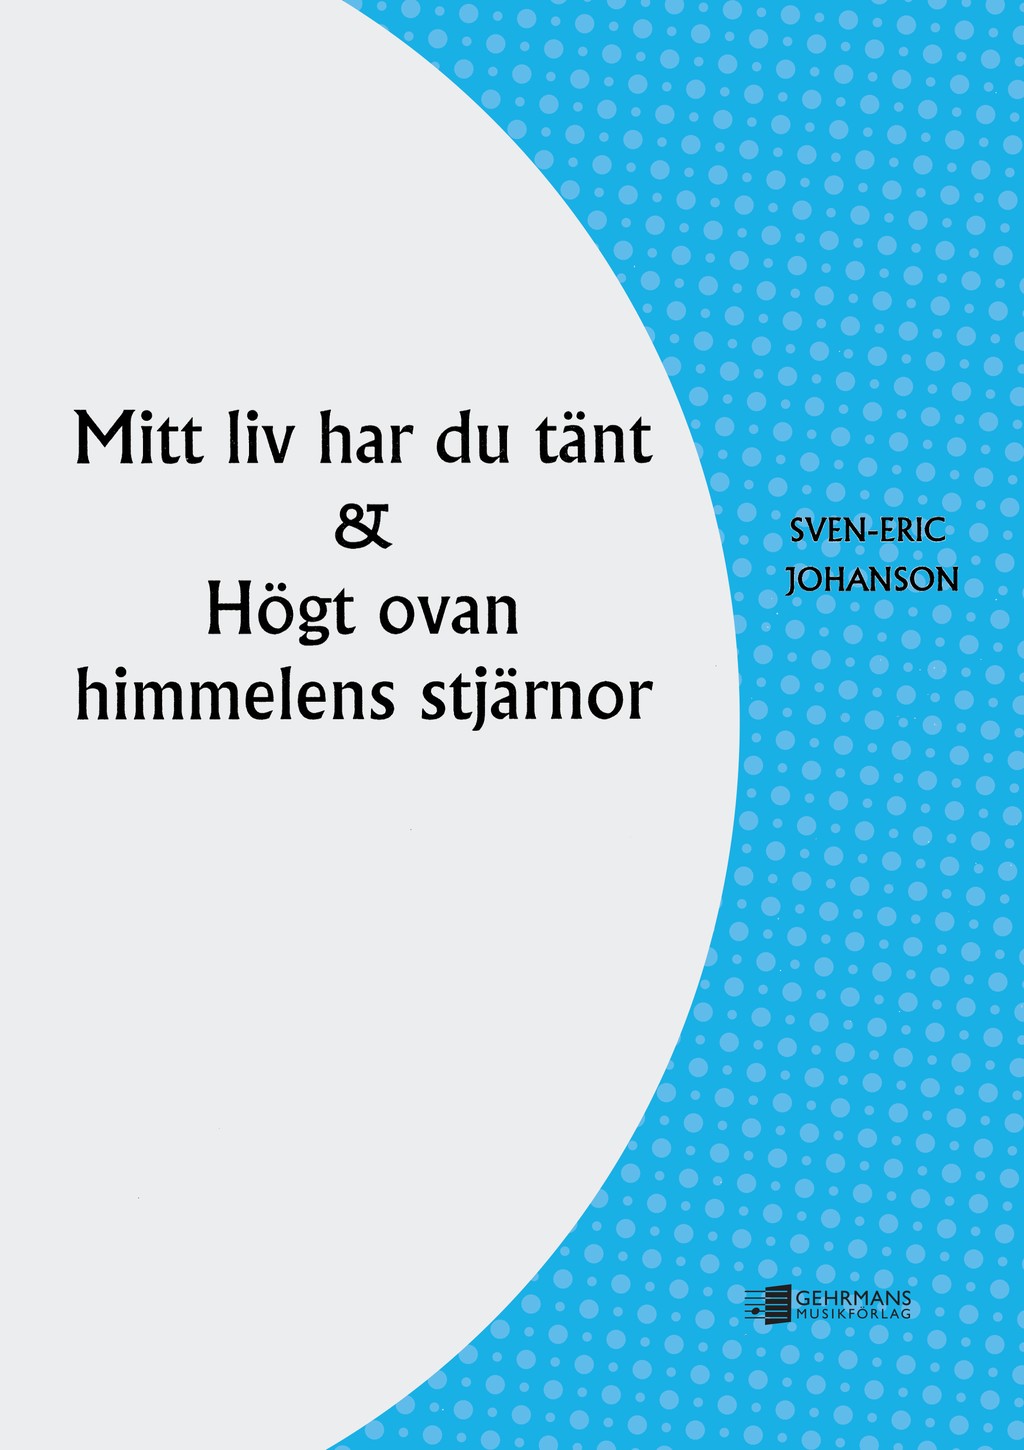 Mitt liv har du tänt
&
Högt ovan
himmelens stjärnor
SVEN-ERIC
JOHANSON
GEHRMANS
MUSIKFÖRLAG